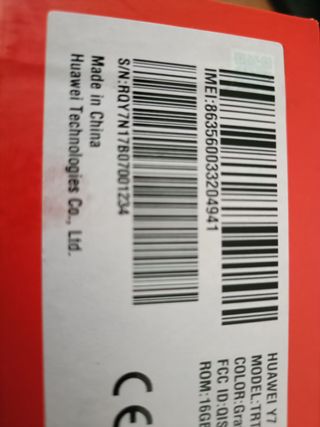 IMEI:863560033204941
S/N:RQY7N17B07001234
Made in China
Huawei Technologies Co., Ltd.
HUAWEI Y7
MODEL:TRT
COLOR:Gra
FCC ID:QIS
ROM:16GB
CE